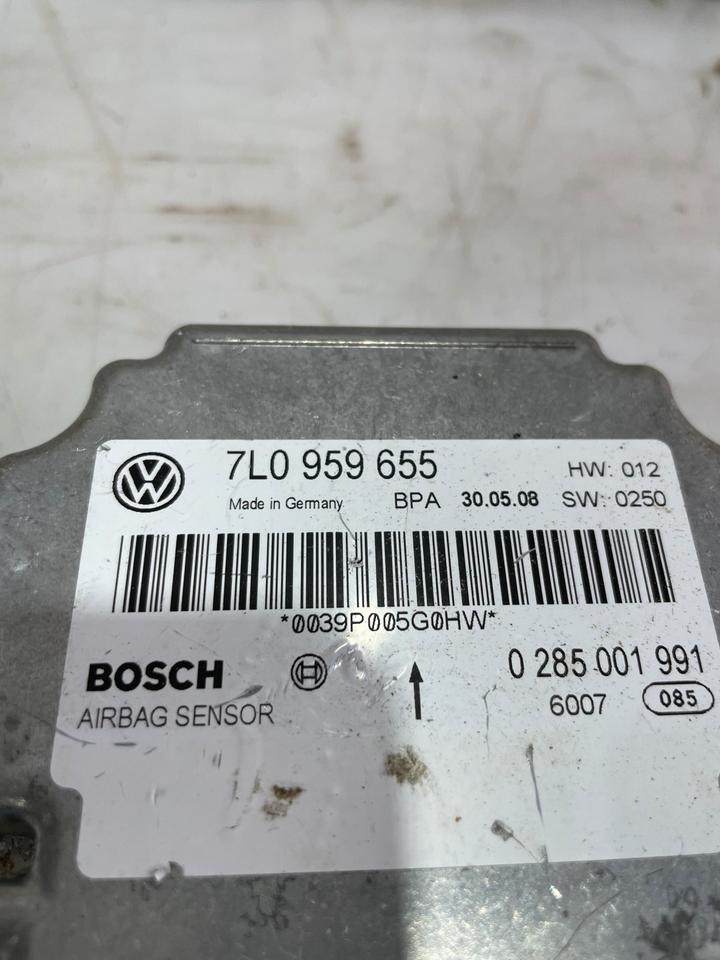 7L0 959 655 HW: 012
Made in Germany BPA 30.05.08 SW: 0250
*0039P005G0HW*
BOSCH 0 285 001 991
AIRBAG SENSOR 6007 085